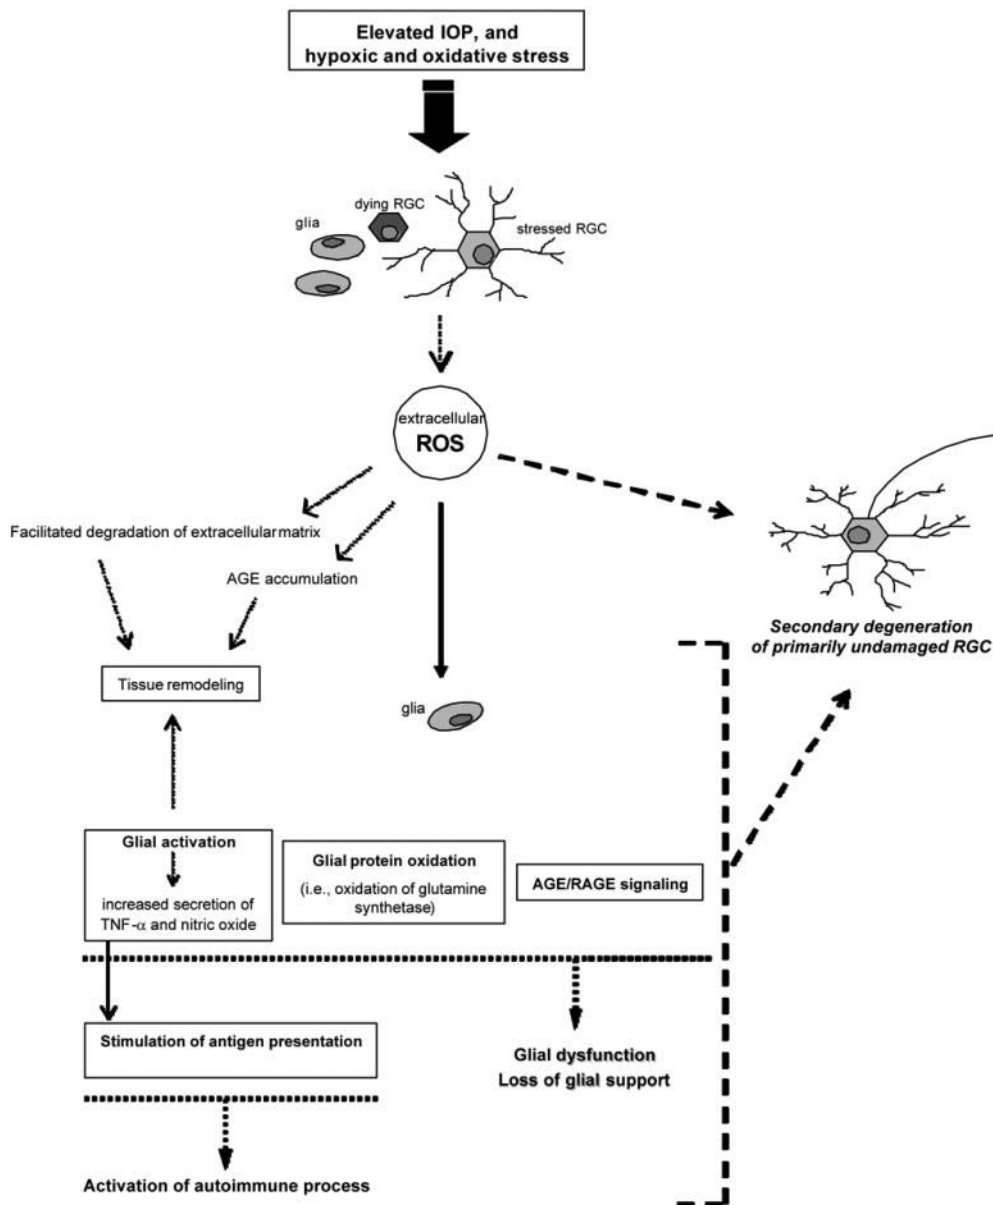 Elevated IOP, and
hypoxic and oxidative stress
dying RGC
glia
stressed RGC
extracellular
ROS
Facilitated degradation of extracellular matrix
AGE accumulation
Secondary degeneration
of primarily undamaged RGC
Tissue remodeling
glia
Glial activation
increased secretion of
TNF-α and nitric oxide
Glial protein oxidation
(i.e., oxidation of glutamine
synthetase)
AGE/RAGE signaling
Stimulation of antigen presentation
Glial dysfunction
Loss of glial support
Activation of autoimmune process